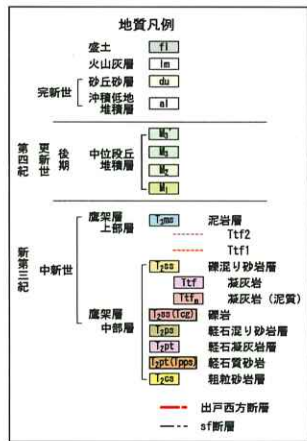 地質凡例
盛土 fl
火山灰層 lm
完新世
砂丘砂層 du
沖積低地堆積層 al
第四紀
更新世
後期
中位段丘堆積層
M₃'
M₃
M₂
M₁
新第三紀
中新世
鷹架層上部層
T₃ms 泥岩層
Ttf2
Ttf1
鷹架層中部層
T₂ss 礫混り砂岩層
Ttf 凝灰岩
凝灰岩（泥質）
T₂ss(Tcg) 礫岩
T₂ps 軽石混り砂岩層
T₂pt 軽石凝灰岩層
T₂pt(Tpps) 軽石質砂岩
T₂cs 粗粒砂岩層
出戸西方断層
sf断層